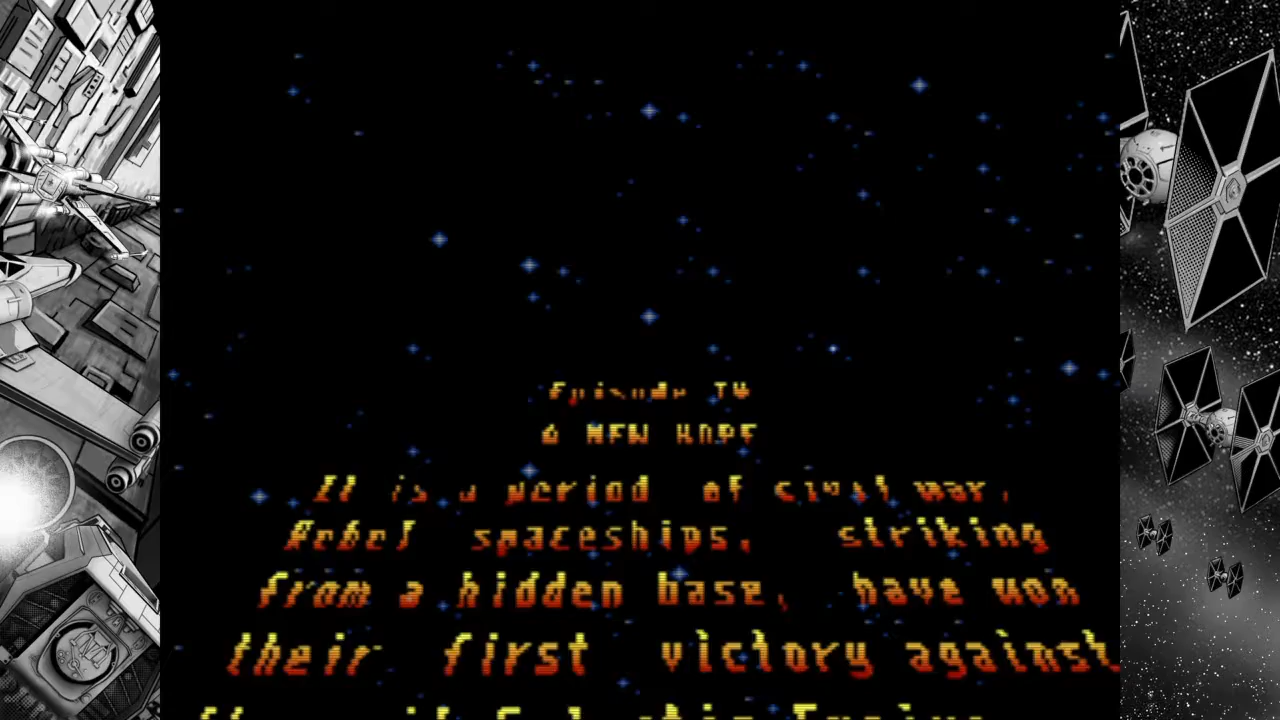 Episode IV
A NEW HOPE
It is a period of civil war.
Rebel spaceships, striking
from a hidden base, have won
their first victory against